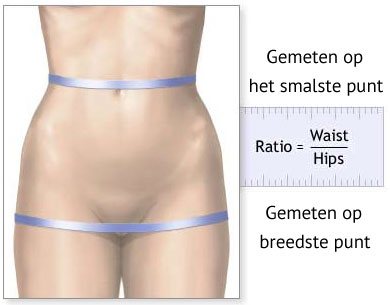 Gemeten op
het smalste punt
Ratio = Waist
Hips
Gemeten op
breedste punt